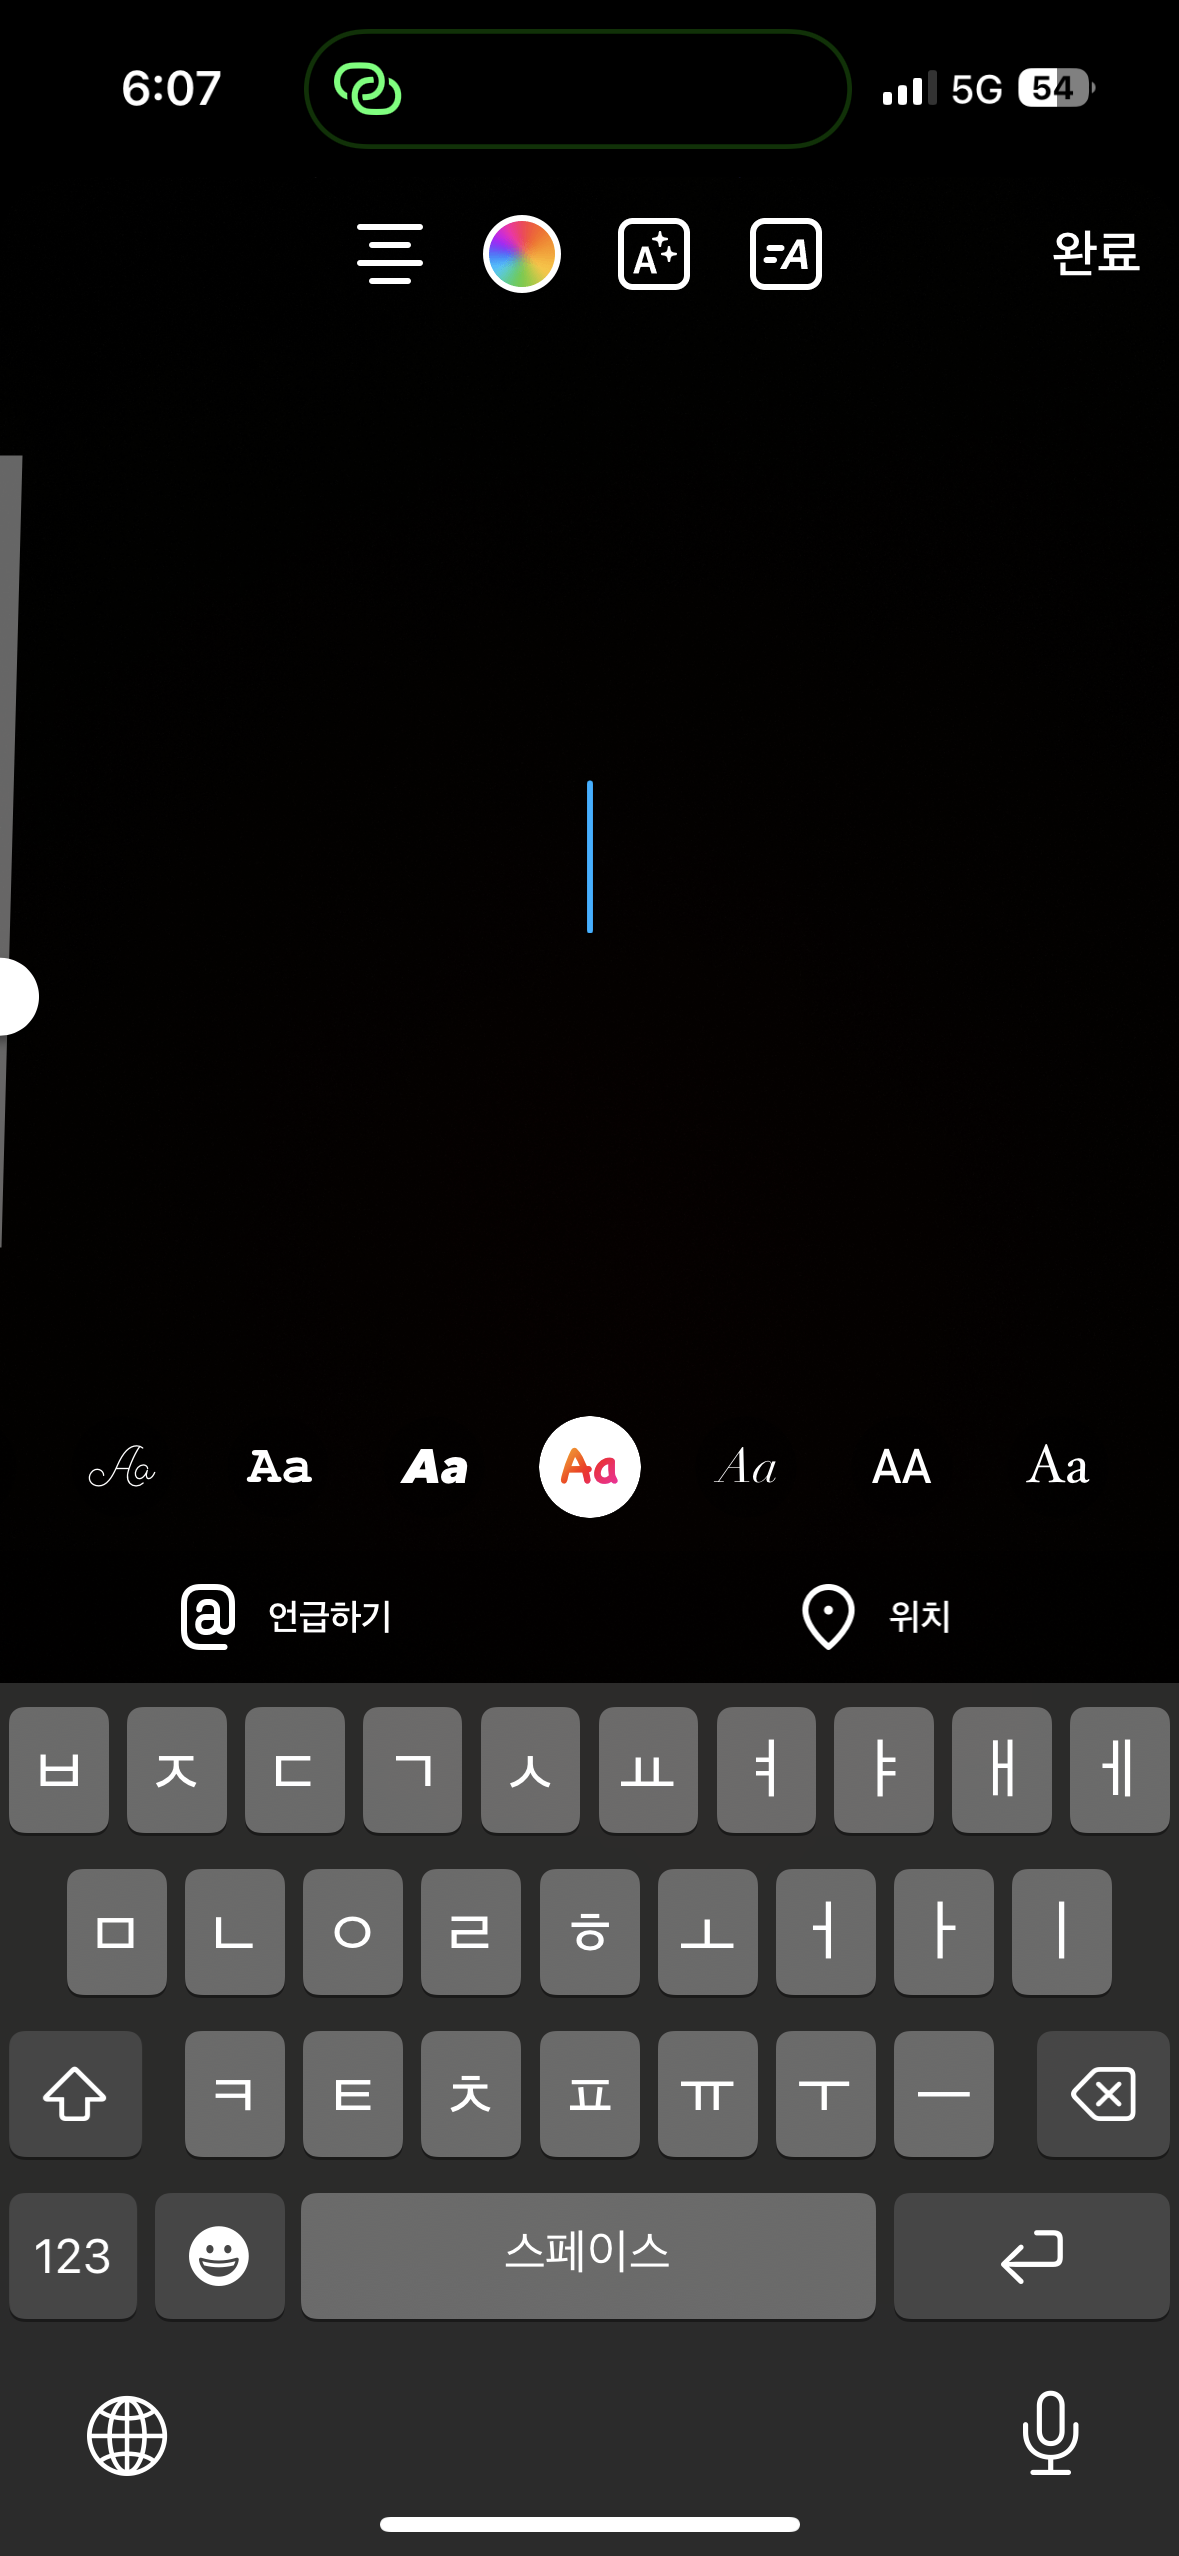 6:07 5G 54
A A 완료
Aa Aa Aa Aa Aa AA Aa
@ 언급하기 위치
ㅂ ㅈ ㄷ ㄱ ㅅ ㅛ ㅕ ㅑ ㅐ ㅔ
ㅁ ㄴ ㅇ ㄹ ㅎ ㅗ ㅓ ㅏ ㅣ
ㅋ ㅌ ㅊ ㅍ ㅠ ㅜ ㅡ
123 스페이스